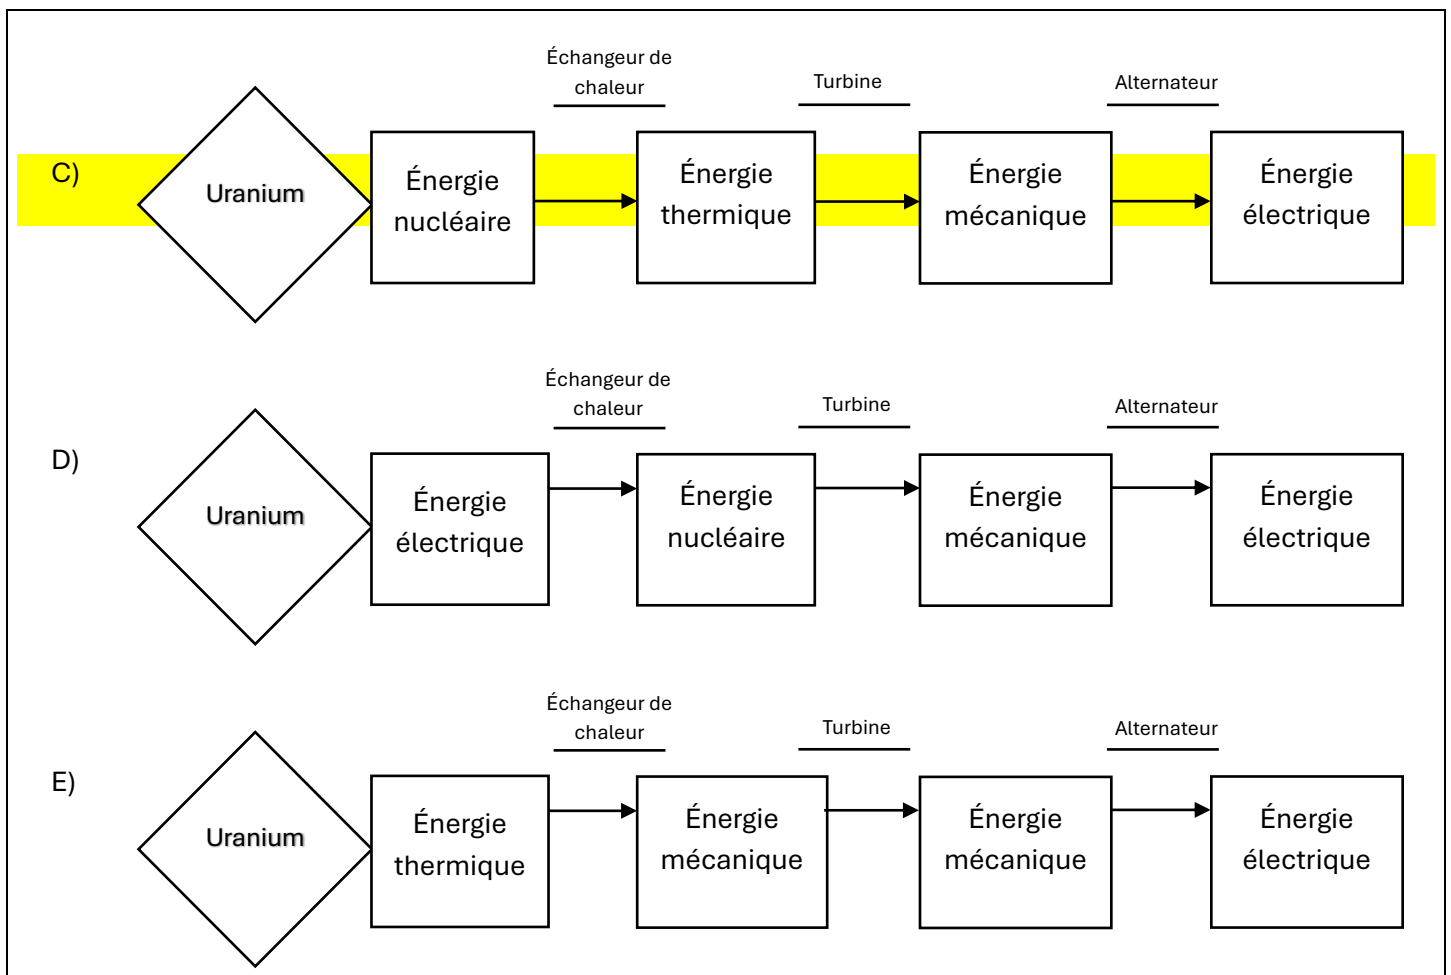 Échangeur de
chaleur
Turbine
Alternateur
C)
Uranium
Énergie
nucléaire
Énergie
thermique
Énergie
mécanique
Énergie
électrique
Échangeur de
chaleur
Turbine
Alternateur
D)
Uranium
Énergie
électrique
Énergie
nucléaire
Énergie
mécanique
Énergie
électrique
Échangeur de
chaleur
Turbine
Alternateur
E)
Uranium
Énergie
thermique
Énergie
mécanique
Énergie
mécanique
Énergie
électrique